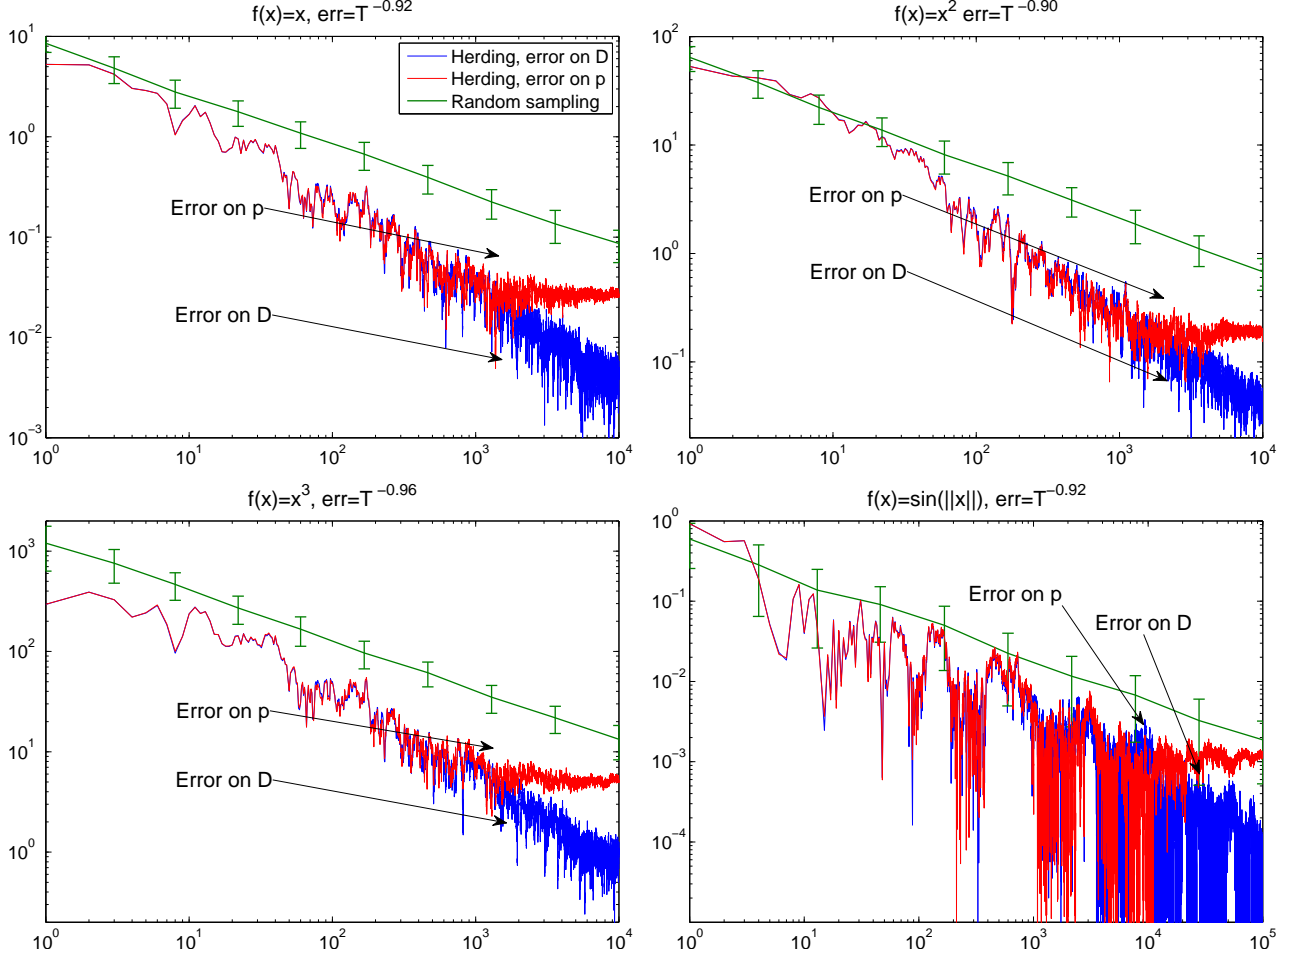 f(x)=x, err=T^−0.92
10^1
10^0
10^−1
10^−2
10^−3
Herding, error on D
Herding, error on p
Random sampling
Error on p
Error on D
10^0 10^1 10^2 10^3 10^4
f(x)=x^2 err=T^−0.90
10^2
10^1
10^0
10^−1
Error on p
Error on D
10^0 10^1 10^2 10^3 10^4
f(x)=x^3, err=T^−0.96
10^3
10^2
10^1
10^0
Error on p
Error on D
10^0 10^1 10^2 10^3 10^4
f(x)=sin(||x||), err=T^−0.92
10^0
10^−1
10^−2
10^−3
10^−4
Error on p
Error on D
10^0 10^1 10^2 10^3 10^4 10^5